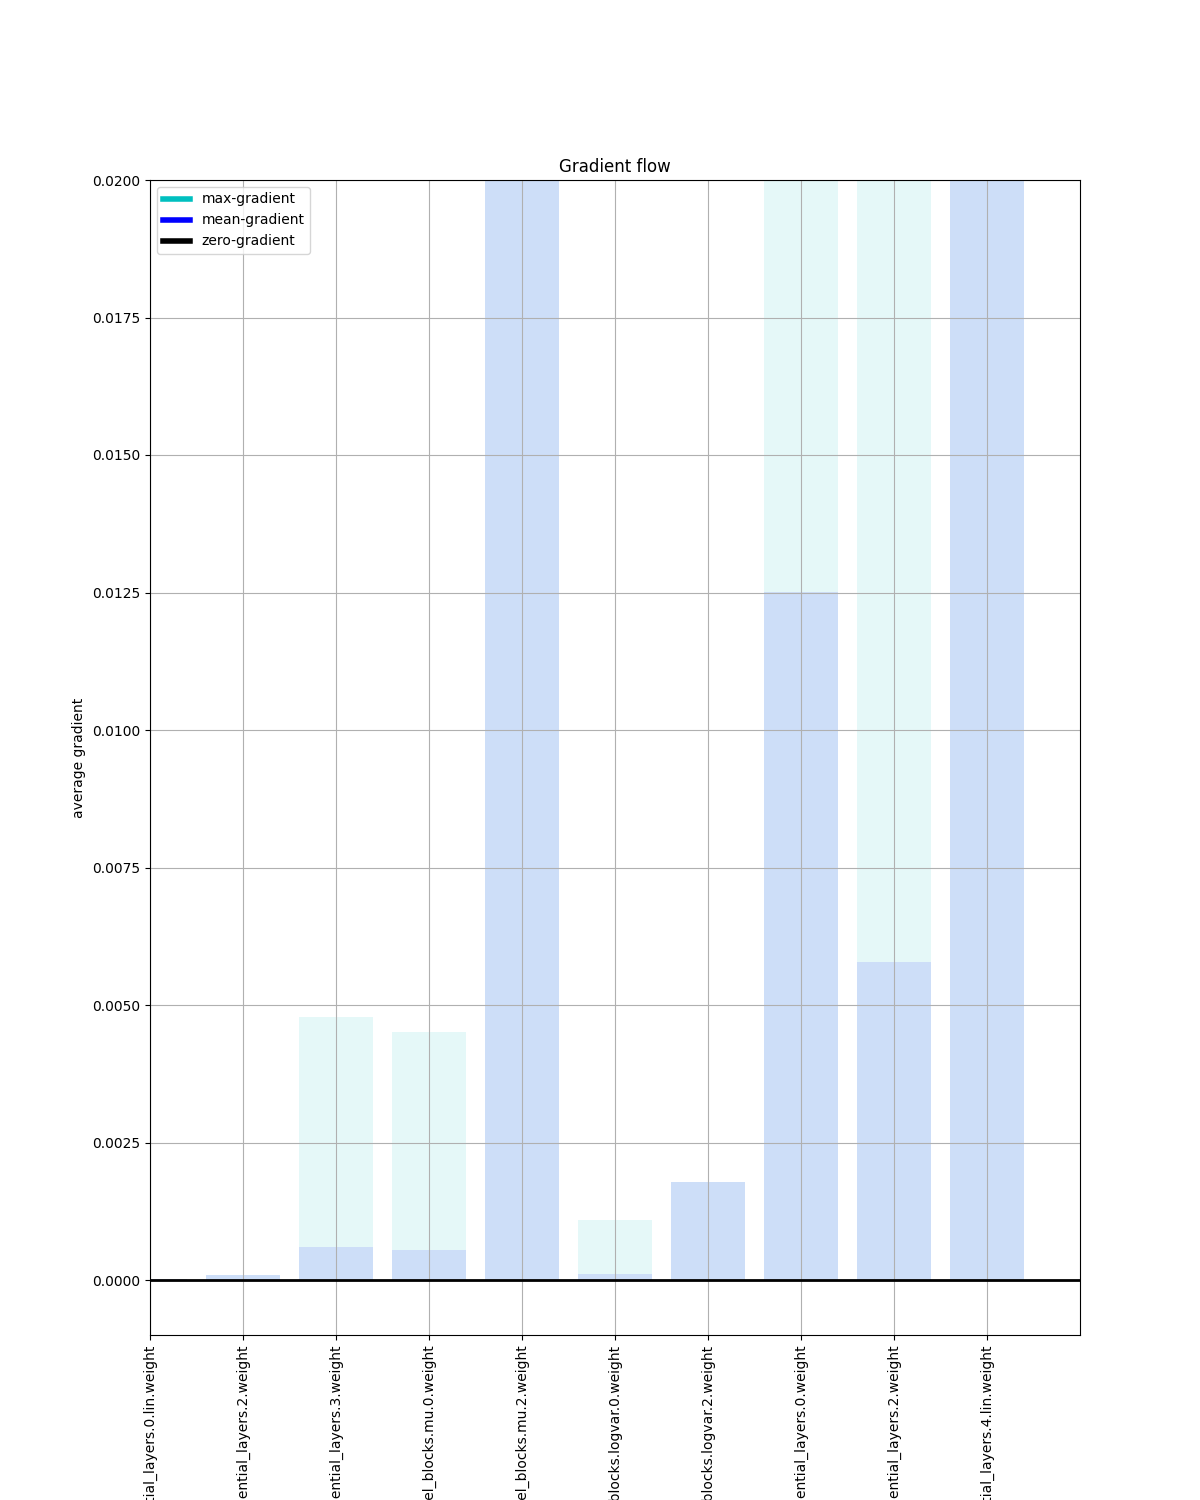 Gradient flow
max-gradient
mean-gradient
zero-gradient
average gradient
0.0200
0.0175
0.0150
0.0125
0.0100
0.0075
0.0050
0.0025
0.0000
tial_layers.0.lin.weight
ential_layers.2.weight
ential_layers.3.weight
el_blocks.mu.0.weight
el_blocks.mu.2.weight
blocks.logvar.0.weight
blocks.logvar.2.weight
ential_layers.0.weight
ential_layers.2.weight
tial_layers.4.lin.weight